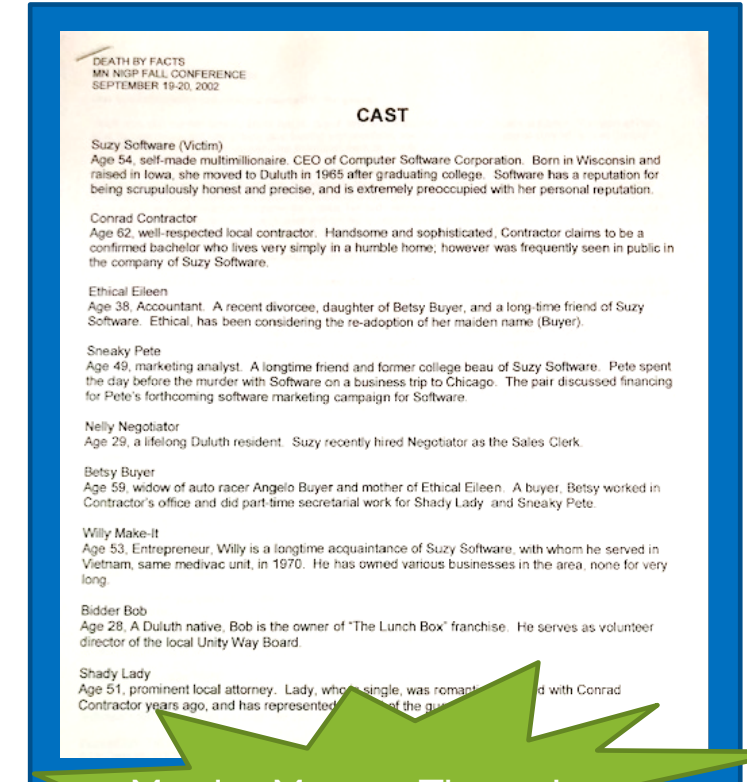 DEATH BY FACTS
MN NIGP FALL CONFERENCE
SEPTEMBER 19-20, 2002
CAST
Suzy Software (Victim)
Age 54, self-made multimillionaire. CEO of Computer Software Corporation. Born in Wisconsin and
raised in Iowa, she moved to Duluth in 1965 after graduating college. Software has a reputation for
being scrupulously honest and precise, and is extremely preoccupied with her personal reputation.
Conrad Contractor
Age 62, well-respected local contractor. Handsome and sophisticated, Contractor claims to be a
confirmed bachelor who lives very simply in a humble home; however was frequently seen in public in
the company of Suzy Software.
Ethical Eileen
Age 38, Accountant. A recent divorcee, daughter of Betsy Buyer, and a long-time friend of Suzy
Software. Ethical, has been considering the re-adoption of her maiden name (Buyer).
Sneaky Pete
Age 49, marketing analyst. A longtime friend and former college beau of Suzy Software. Pete spent
the day before the murder with Software on a business trip to Chicago. The pair discussed financing
for Pete's forthcoming software marketing campaign for Software.
Nelly Negotiator
Age 29, a lifelong Duluth resident. Suzy recently hired Negotiator as the Sales Clerk.
Betsy Buyer
Age 59, widow of auto racer Angelo Buyer and mother of Ethical Eileen. A buyer, Betsy worked in
Contractor's office and did part-time secretarial work for Shady Lady and Sneaky Pete.
Willy Make-It
Age 53, Entrepreneur, Willy is a longtime acquaintance of Suzy Software, with whom he served in
Vietnam, same medivac unit, in 1970. He has owned various businesses in the area, none for very
long.
Bidder Bob
Age 28, A Duluth native, Bob is the owner of "The Lunch Box" franchise. He serves as volunteer
director of the local Unity Way Board.
Shady Lady
Age 51, prominent local attorney. Lady, single, was with Conrad
Contractor years ago, and has represented of the